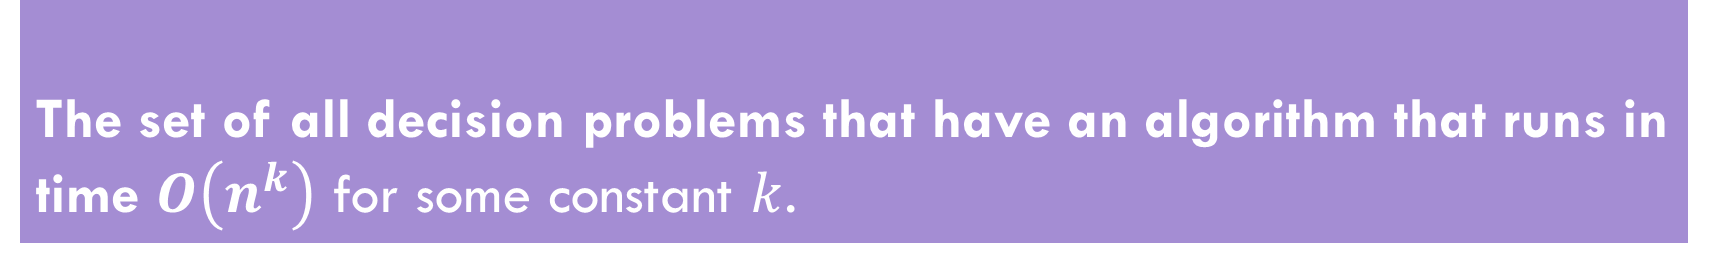 The set of all decision problems that have an algorithm that runs in
time O(n^k) for some constant k.